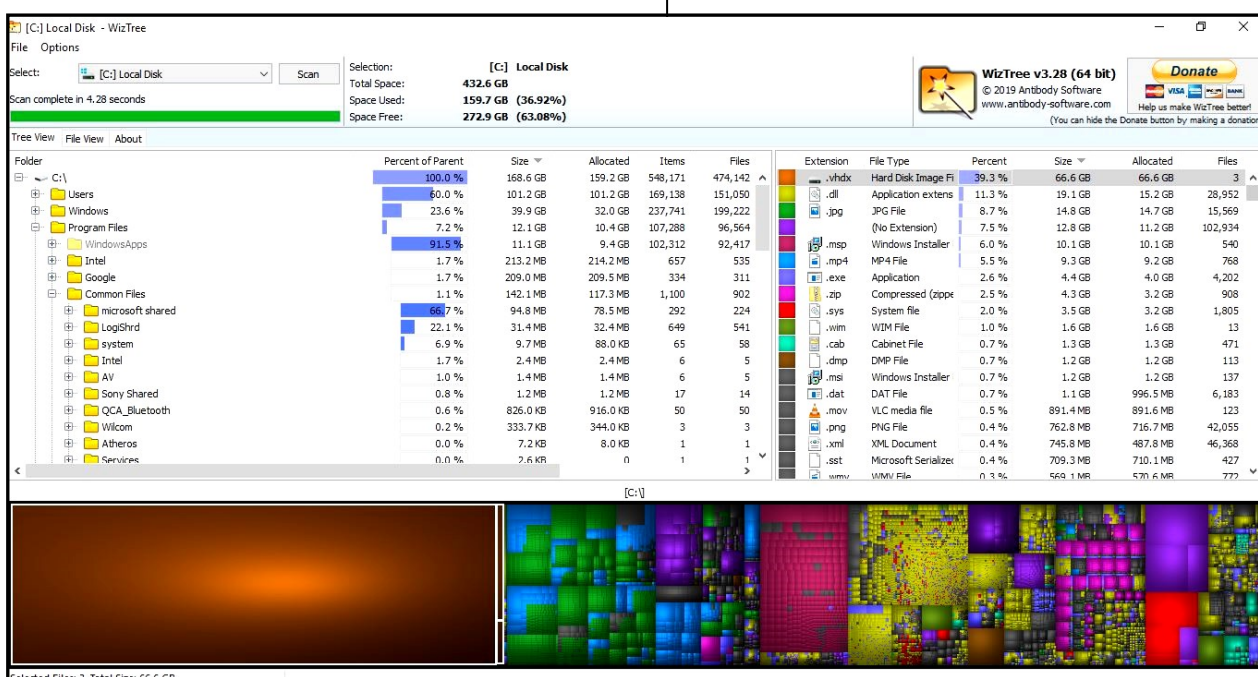 [C:] Local Disk - WizTree
File Options
Select: [C:] Local Disk Scan
Scan complete in 4.28 seconds
Selection: [C:] Local Disk
Total Space: 432.6 GB
Space Used: 159.7 GB (36.92%)
Space Free: 272.9 GB (63.08%)
WizTree v3.28 (64 bit)
© 2019 Antibody Software
www.antibody-software.com
Donate
VISA BANK
Help us make WizTree better!
(You can hide the Donate button by making a donation
Tree View File View About
Folder Percent of Parent Size Allocated Items Files
C:\ 100.0 % 168.6 GB 159.2 GB 548,171 474,142
Users 60.0 % 101.2 GB 101.2 GB 169,138 151,050
Windows 23.6 % 39.9 GB 32.0 GB 237,741 199,222
Program Files 7.2 % 12.1 GB 10.4 GB 107,288 96,564
WindowsApps 91.5 % 11.1 GB 9.4 GB 102,312 92,417
Intel 1.7 % 213.2 MB 214.2 MB 657 535
Google 1.7 % 209.0 MB 209.5 MB 334 311
Common Files 1.1 % 142.1 MB 117.3 MB 1,100 902
microsoft shared 66.7 % 94.8 MB 78.5 MB 292 224
LogiShrd 22.1 % 31.4 MB 32.4 MB 649 541
system 6.9 % 9.7 MB 88.0 KB 65 58
Intel 1.7 % 2.4 MB 2.4 MB 6 5
AV 1.0 % 1.4 MB 1.4 MB 6 5
Sony Shared 0.8 % 1.2 MB 1.2 MB 17 14
QCA_Bluetooth 0.6 % 826.0 KB 916.0 KB 50 50
Wilcom 0.2 % 333.7 KB 344.0 KB 3 3
Atheros 0.0 % 7.2 KB 8.0 KB 1 1
Services 0.0 % 2.6 KB 0 1 1
Extension File Type Percent Size Allocated Files
.vhdx Hard Disk Image Fi 39.3 % 66.6 GB 66.6 GB 3
.dll Application extens 11.3 % 19.1 GB 15.2 GB 28,952
.jpg JPG File 8.7 % 14.8 GB 14.7 GB 15,569
(No Extension) 7.5 % 12.8 GB 11.2 GB 102,934
.msp Windows Installer 6.0 % 10.1 GB 10.1 GB 540
.mp4 MP4 File 5.5 % 9.3 GB 9.2 GB 768
.exe Application 2.6 % 4.4 GB 4.0 GB 4,202
.zip Compressed (zippe 2.5 % 4.3 GB 3.2 GB 908
.sys System file 2.0 % 3.5 GB 3.2 GB 1,805
.wim WIM File 1.0 % 1.6 GB 1.6 GB 13
.cab Cabinet File 0.7 % 1.3 GB 1.3 GB 471
.dmp DMP File 0.7 % 1.2 GB 1.2 GB 113
.msi Windows Installer 0.7 % 1.2 GB 1.2 GB 137
.dat DAT File 0.7 % 1.1 GB 996.5 MB 6,183
.mov VLC media file 0.5 % 891.4 MB 891.6 MB 123
.png PNG File 0.4 % 762.8 MB 716.7 MB 42,055
.xml XML Document 0.4 % 745.8 MB 487.8 MB 46,368
.sst Microsoft Serialized 0.4 % 709.3 MB 710.1 MB 427
.wmv WMV File 0.3 % 569.1 MB 570.6 MB 772
[C:\]
Selected Files: 3 Total Size: 66.6 GB